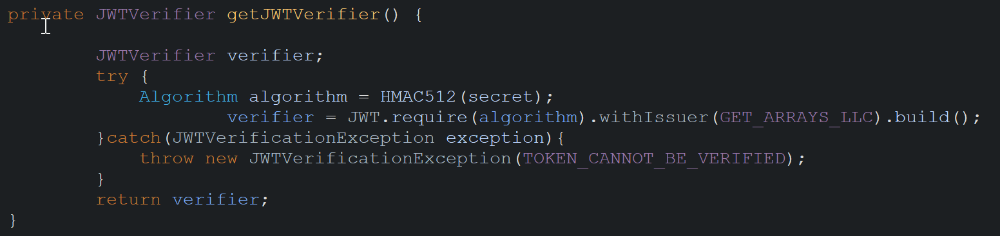 private JWTVerifier getJWTVerifier() {
JWTVerifier verifier;
try {
Algorithm algorithm = HMAC512(secret);
verifier = JWT.require(algorithm).withIssuer(GET_ARRAYS_LLC).build();
}catch(JWTVerificationException exception){
throw new JWTVerificationException(TOKEN_CANNOT_BE_VERIFIED);
}
return verifier;
}